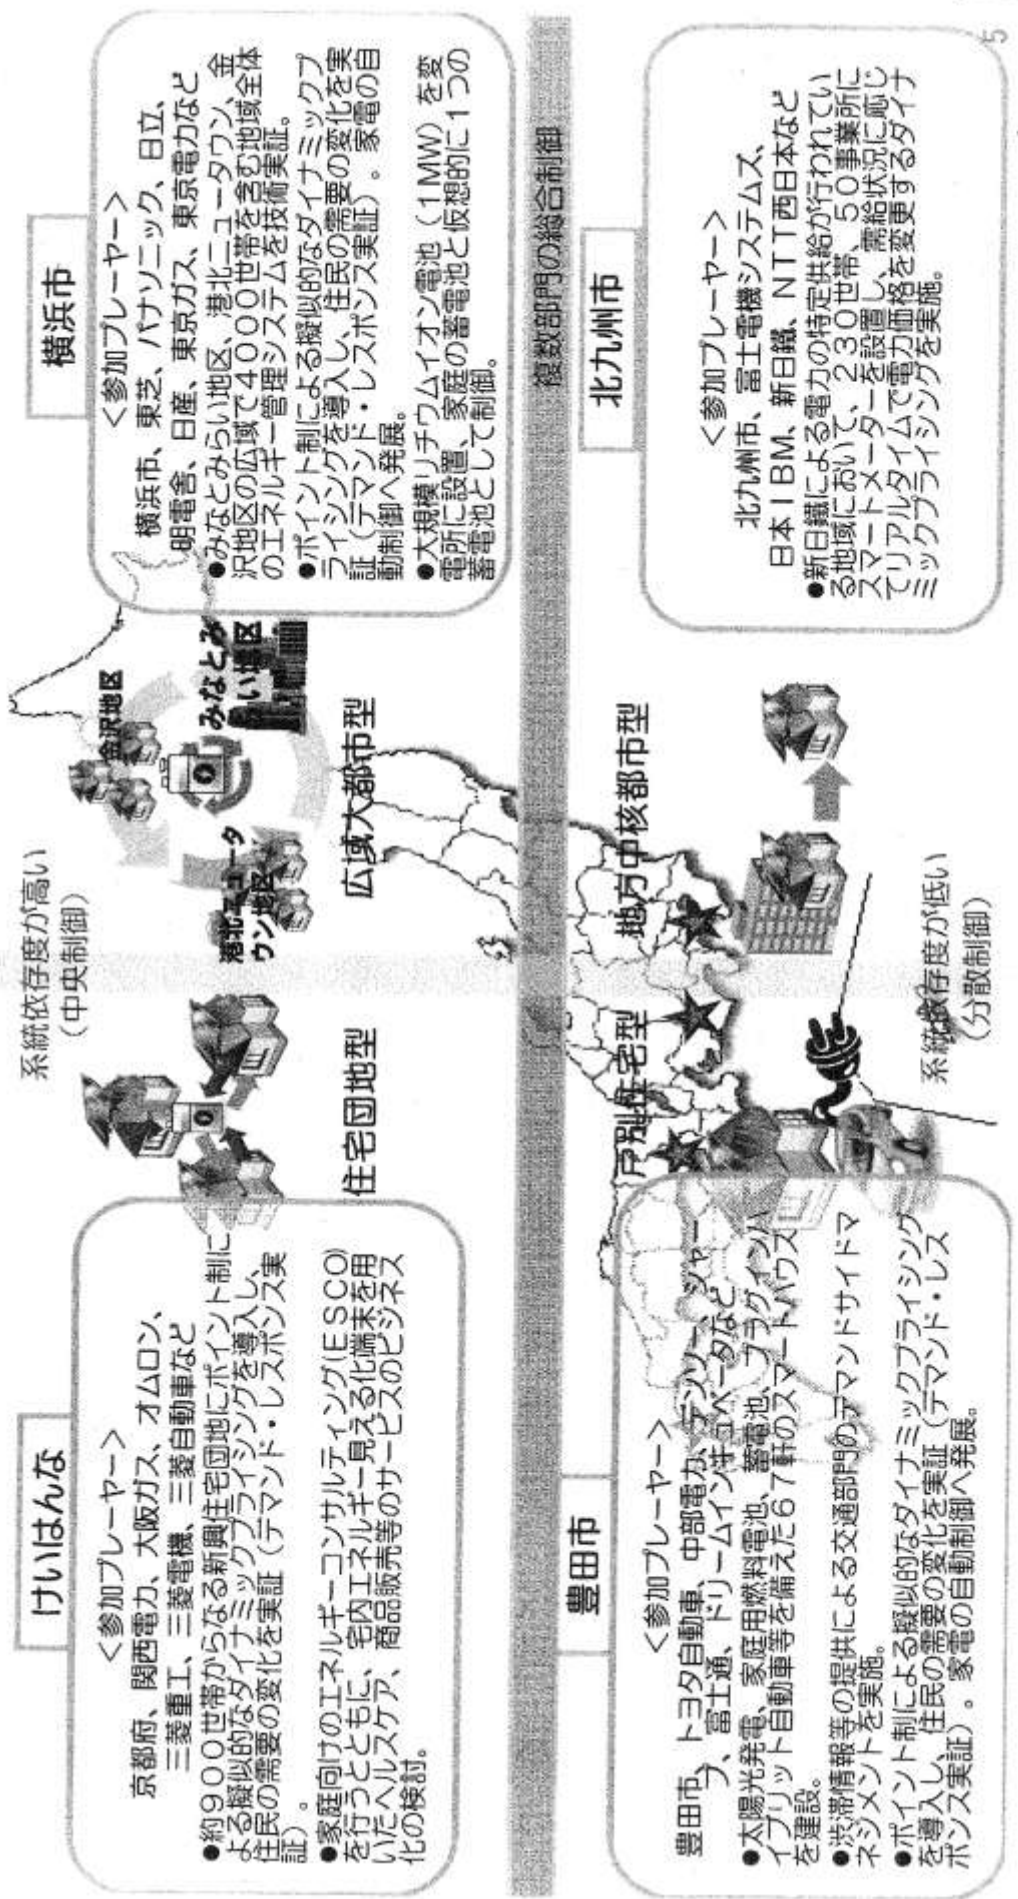 けいはんな
<参加プレーヤー>
京都府、関西電力、大阪ガス、オムロン、
三菱重工、三菱電機、三菱自動車など
●約９００世帯からなる新興住宅団地にポイント制に
よる擬似的なダイナミックプライシングを導入し、
住民の需要の変化を実証（デマンド・レスポンス実
証）。
●家庭向けのエネルギーコンサルティング(ＥＳＣＯ)
を行うとともに、宅内エネルギー見える化端末を用
いたヘルスケア、商品販売等のサービスのビジネス
化の検討。
系統依存度が高い
（中央制御）
住宅団地型
金沢地区
みなとみ
らい地区
港北ニュータ
ウン地区
広域大都市型
横浜市
<参加プレーヤー>
横浜市、東芝、パナソニック、日立、
明電舎、日産、東京ガス、東京電力など
●みなとみらい地区、港北ニュータウン、金
沢地区の広域で４０００世帯を含む地域全体
のエネルギー管理システムを技術実証。
●ポイント制による擬似的なダイナミックプ
ライシングを導入し、住民の需要の変化を実
証（デマンド・レスポンス実証）。家電の自
動制御へ発展。
●大規模リチウムイオン電池（１MW）を変
電所に設置、家庭の蓄電池と仮想的に１つの
蓄電池として制御。
複数部門の総合制御
豊田市
<参加プレーヤー>
豊田市、トヨタ自動車、中部電力、デンソー、シャー
プ、富士通、ドリームインキュベータなど
●太陽光発電、家庭用燃料電池、蓄電池、プラグインハ
イブリット自動車等を備えた６７軒のスマートハウス
を建設。
●渋滞情報等の提供による交通部門のデマンドサイドマ
ネジメントを実施。
●ポイント制による擬似的なダイナミックプライシング
を導入し、住民の需要の変化を実証（デマンド・レス
ポンス実証）。家電の自動制御へ発展。
戸別住宅型
地方中核都市型
系統依存度が低い
（分散制御）
北九州市
<参加プレーヤー>
北九州市、富士電機システムズ、
日本ＩＢＭ、新日鐵、ＮＴＴ西日本など
●新日鐵による電力の特定供給が行われてい
る地域において、２３０世帯、５０事業所に
スマートメーターを設置し、需給状況に応じ
てリアルタイムで電力価格を変更するダイナ
ミックプライシングを実施。
5